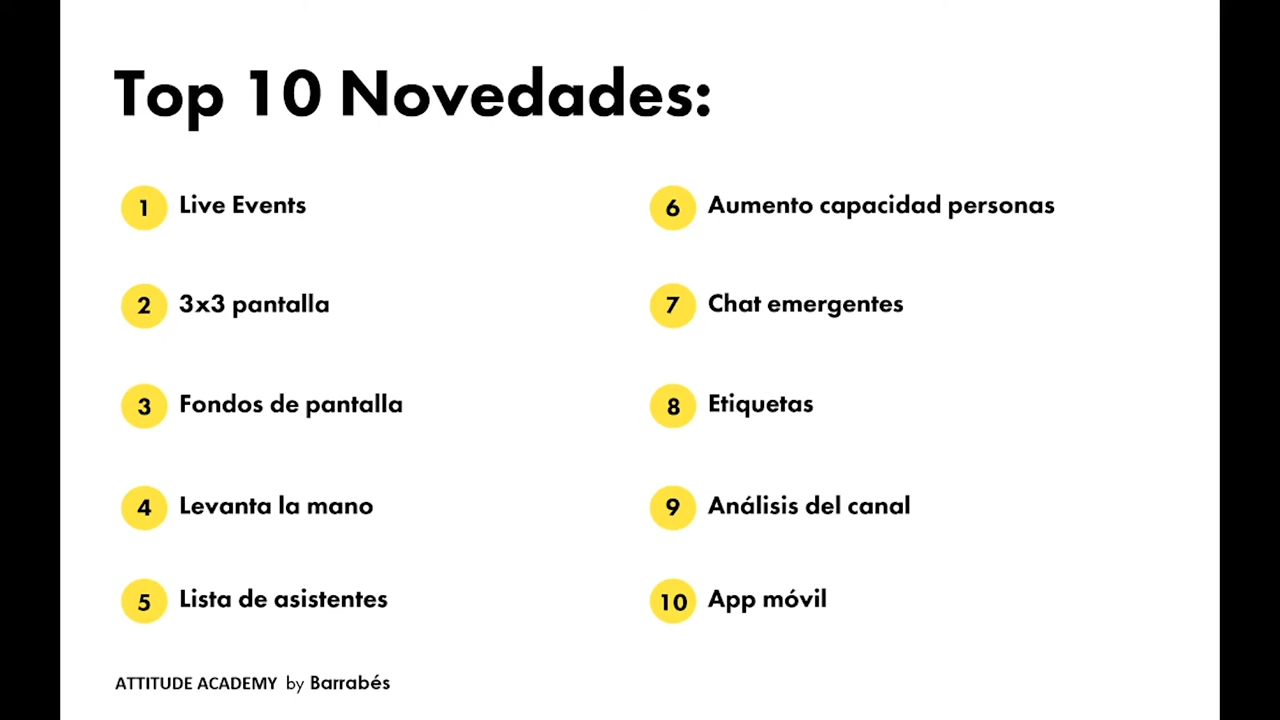 Top 10 Novedades:
1 Live Events
2 3x3 pantalla
3 Fondos de pantalla
4 Levanta la mano
5 Lista de asistentes
6 Aumento capacidad personas
7 Chat emergentes
8 Etiquetas
9 Análisis del canal
10 App móvil
ATTITUDE ACADEMY by Barrabés